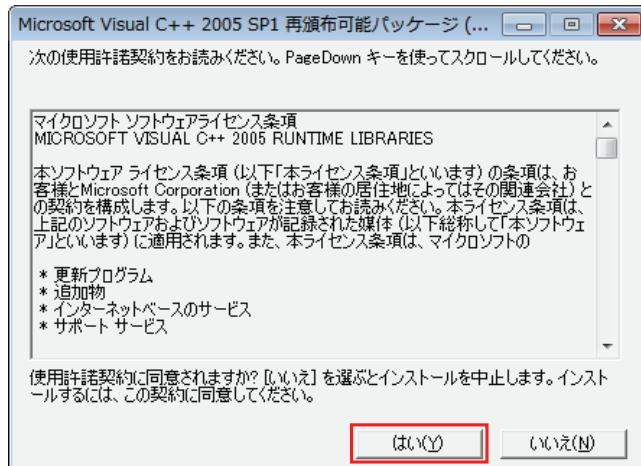 Microsoft Visual C++ 2005 SP1 再頒布可能パッケージ (...
次の使用許諾契約をお読みください。PageDown キーを使ってスクロールしてください。
マイクロソフト ソフトウェアライセンス条項
MICROSOFT VISUAL C++ 2005 RUNTIME LIBRARIES
本ソフトウェア ライセンス条項 (以下「本ライセンス条項」といいます) の条項は、お
客様とMicrosoft Corporation (またはお客様の居住地によってはその関連会社) と
の契約を構成します。以下の条項を注意してお読みください。本ライセンス条項は、
上記のソフトウェアおよびソフトウェアが記録された媒体 (以下総称して「本ソフトウェ
ア」といいます) に適用されます。また、本ライセンス条項は、マイクロソフトの
* 更新プログラム
* 追加物
* インターネットベースのサービス
* サポート サービス
使用許諾契約に同意されますか? [いいえ] を選ぶとインストールを中止します。インスト
ールするには、この契約に同意してください。
はい(Y)
いいえ(N)